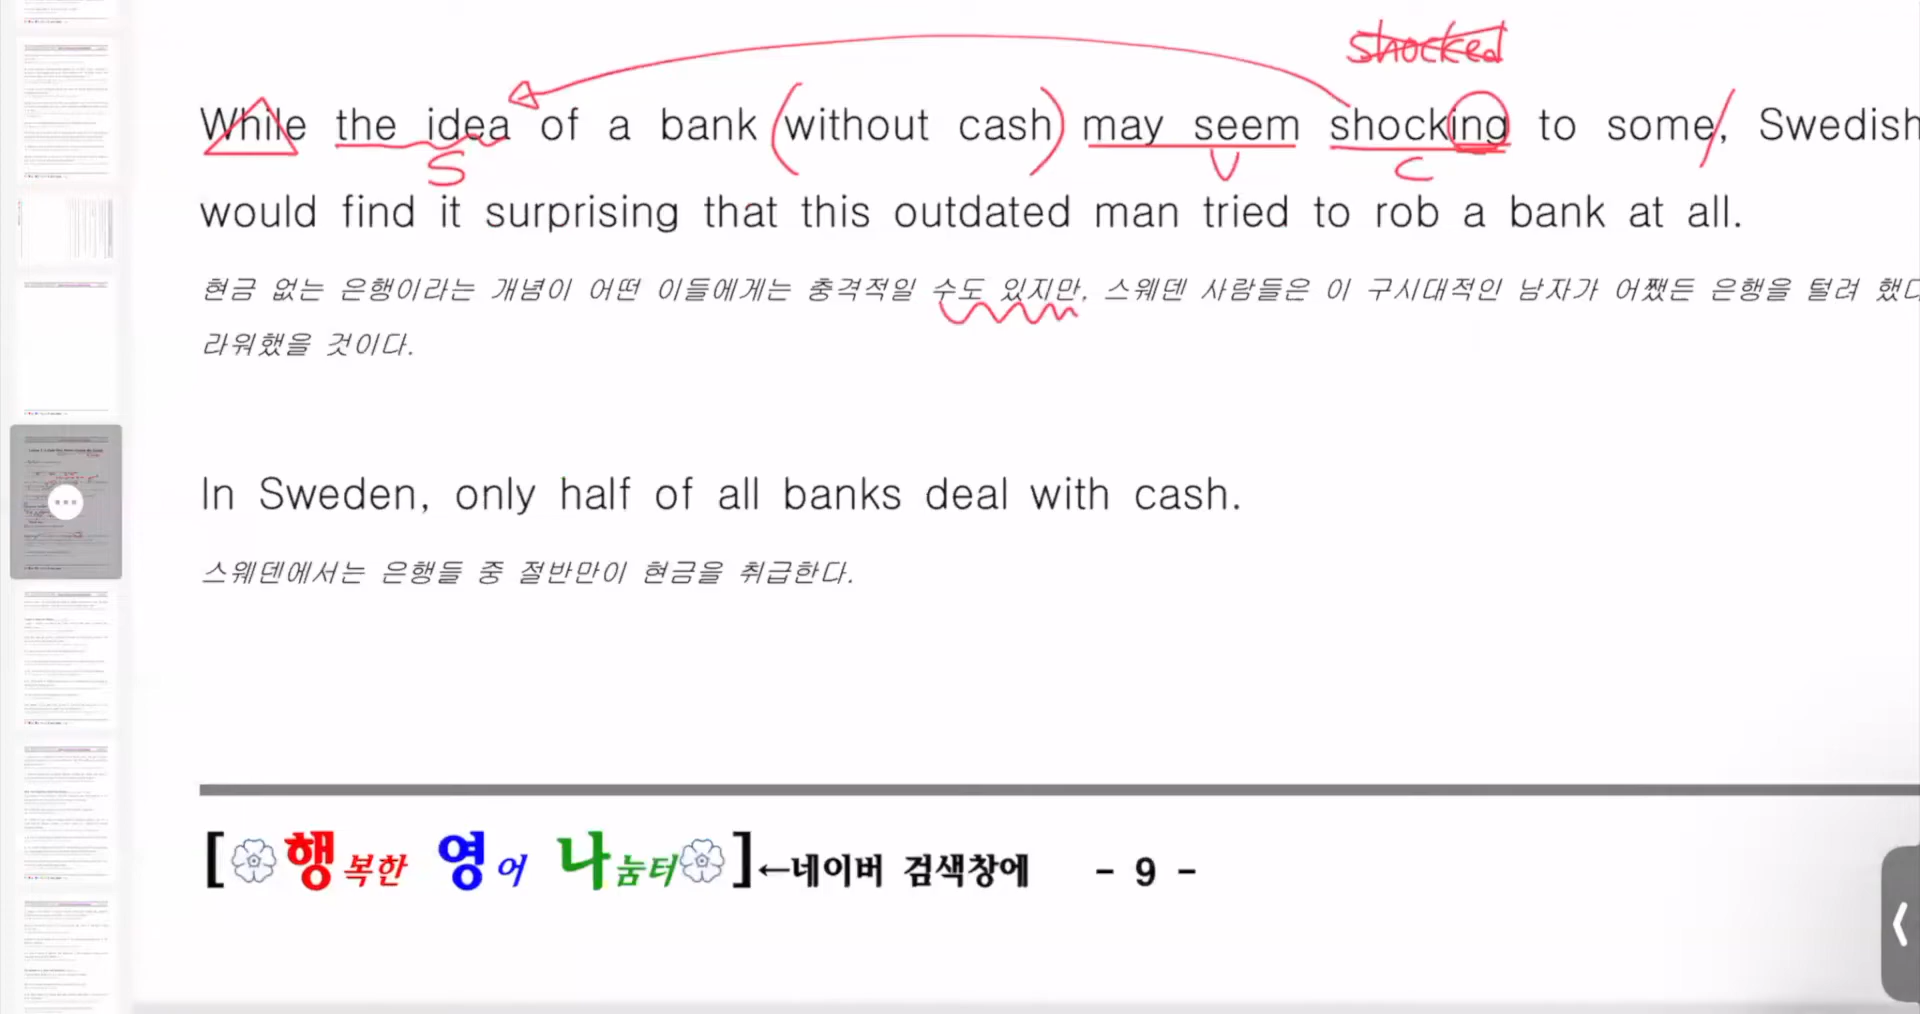 shocked
While the idea of a bank (without cash) may seem shocking to some/, Swedish
S V C
would find it surprising that this outdated man tried to rob a bank at all.
현금 없는 은행이라는 개념이 어떤 이들에게는 충격적일 수도 있지만, 스웨덴 사람들은 이 구시대적인 남자가 어쨌든 은행을 털려 했다
라워했을 것이다.
In Sweden, only half of all banks deal with cash.
스웨덴에서는 은행들 중 절반만이 현금을 취급한다.
[행복한 영어 나눔터]←네이버 검색창에 - 9 -